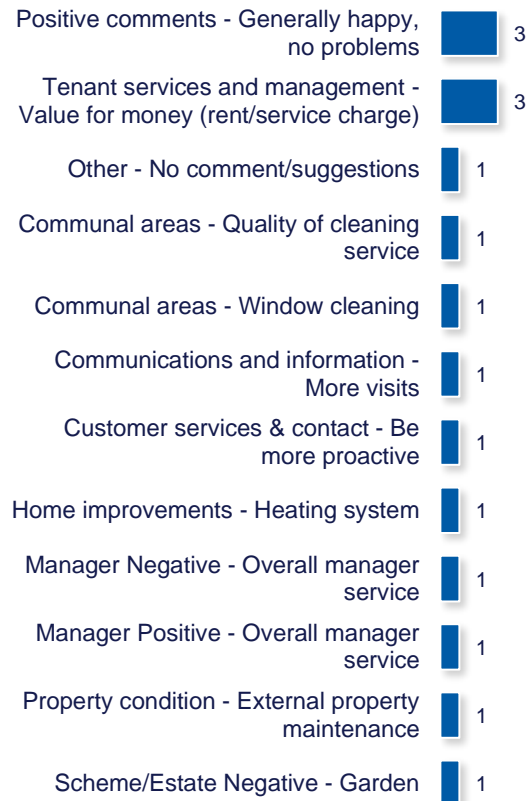 Positive comments - Generally happy,
no problems
3
Tenant services and management -
Value for money (rent/service charge)
3
Other - No comment/suggestions
1
Communal areas - Quality of cleaning
service
1
Communal areas - Window cleaning
1
Communications and information -
More visits
1
Customer services & contact - Be
more proactive
1
Home improvements - Heating system
1
Manager Negative - Overall manager
service
1
Manager Positive - Overall manager
service
1
Property condition - External property
maintenance
1
Scheme/Estate Negative - Garden
1